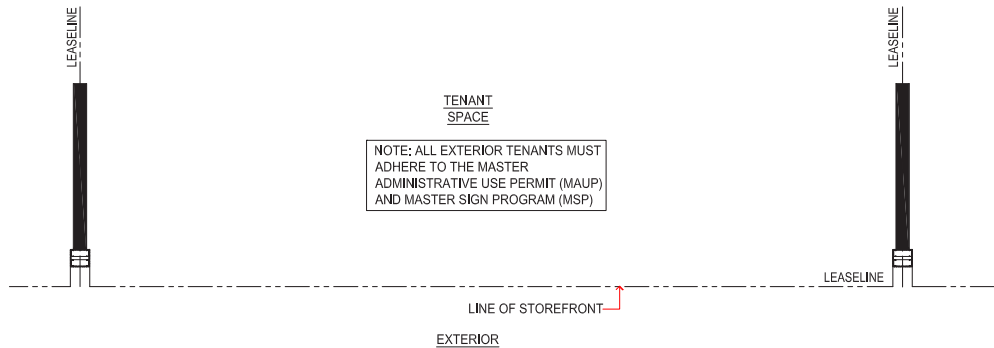 LEASELINE
LEASELINE
TENANT
SPACE
NOTE: ALL EXTERIOR TENANTS MUST
ADHERE TO THE MASTER
ADMINISTRATIVE USE PERMIT (MAUP)
AND MASTER SIGN PROGRAM (MSP)
LEASELINE
LINE OF STOREFRONT
EXTERIOR